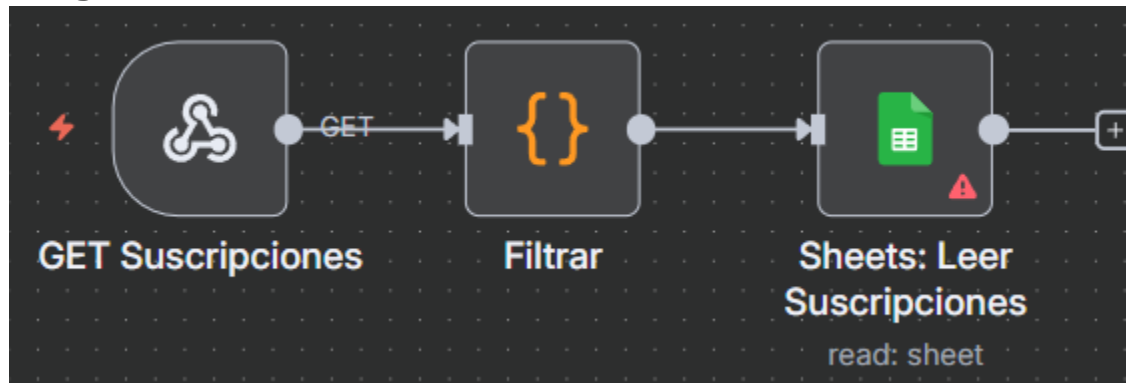 GET
GET Suscripciones
Filtrar
Sheets: Leer
Suscripciones
read: sheet